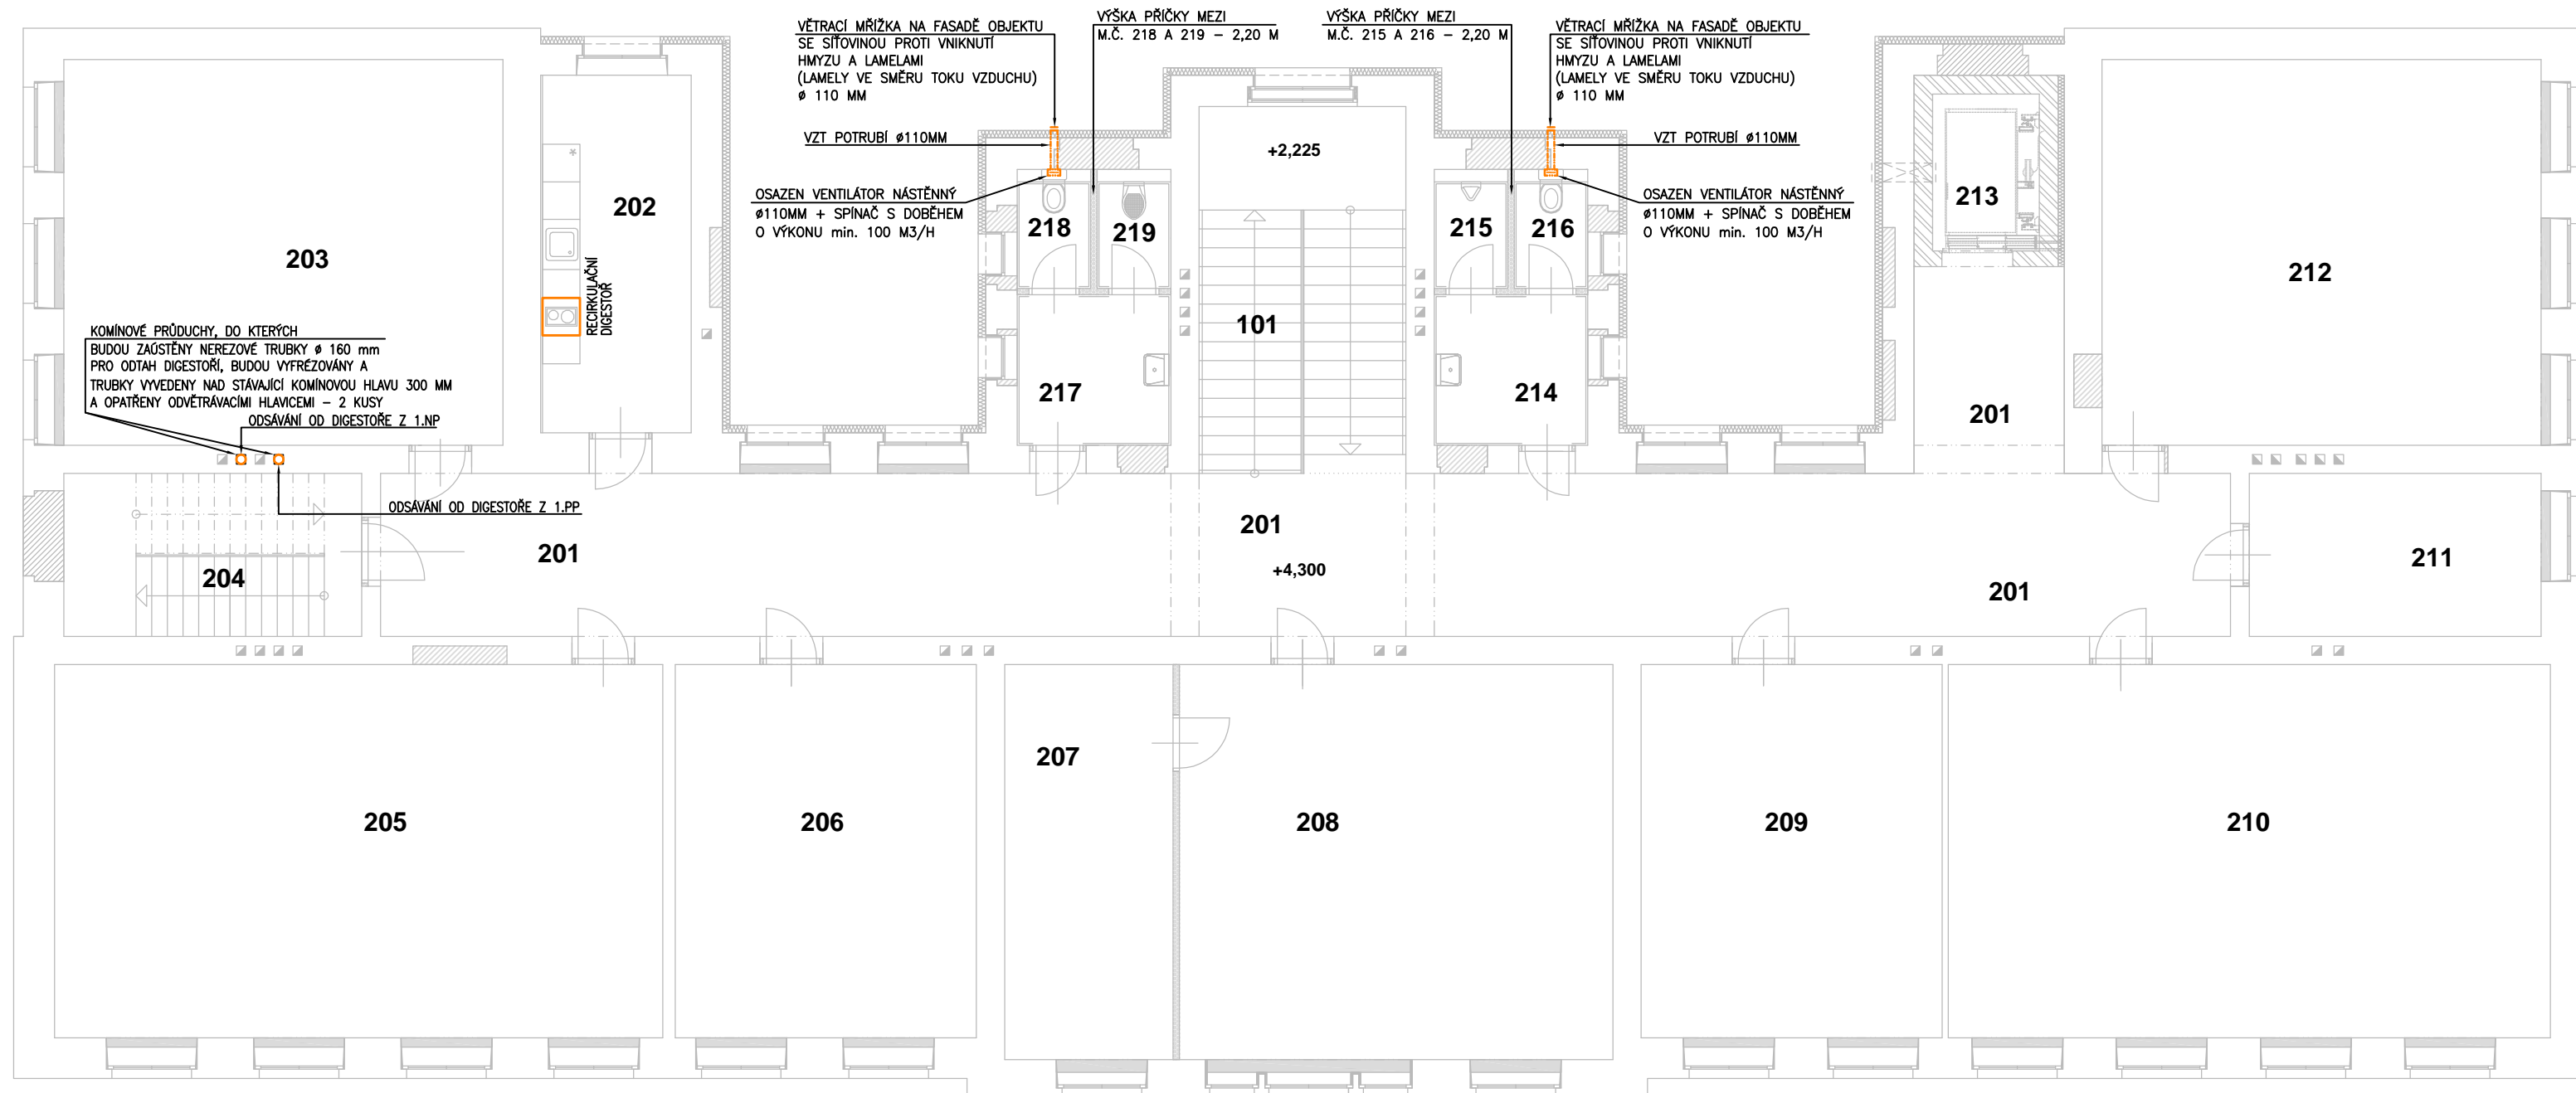 VĚTRACÍ MŘÍŽKA NA FASADĚ OBJEKTU
SE SÍŤOVINOU PROTI VNIKNUTÍ
HMYZU A LAMELAMI
(LAMELY VE SMĚRU TOKU VZDUCHU)
ø 110 MM
VÝŠKA PŘÍČKY MEZI
M.Č. 218 A 219 – 2,20 M
VÝŠKA PŘÍČKY MEZI
M.Č. 215 A 216 – 2,20 M
VĚTRACÍ MŘÍŽKA NA FASADĚ OBJEKTU
SE SÍŤOVINOU PROTI VNIKNUTÍ
HMYZU A LAMELAMI
(LAMELY VE SMĚRU TOKU VZDUCHU)
ø 110 MM
VZT POTRUBÍ ø110MM
+2,225
VZT POTRUBÍ ø110MM
OSAZEN VENTILÁTOR NÁSTĚNNÝ
ø110MM + SPÍNAČ S DOBĚHEM
O VÝKONU min. 100 M3/H
OSAZEN VENTILÁTOR NÁSTĚNNÝ
ø110MM + SPÍNAČ S DOBĚHEM
O VÝKONU min. 100 M3/H
*
202
213
218
219
215
216
203
212
RECIRKULAČNÍ
DIGESTOŘ
101
KOMÍNOVÉ PRŮDUCHY, DO KTERÝCH
BUDOU ZAÚSTĚNY NEREZOVÉ TRUBKY ø 160 mm
PRO ODTAH DIGESTOŘÍ, BUDOU VYFRÉZOVÁNY A
TRUBKY VYVEDENY NAD STÁVAJÍCÍ KOMÍNOVOU HLAVU 300 MM
A OPATŘENY ODVĚTRÁVACÍMI HLAVICEMI – 2 KUSY
217
214
201
ODSÁVÁNÍ OD DIGESTOŘE Z 1.NP
ODSÁVÁNÍ OD DIGESTOŘE Z 1.PP
201
201
+4,300
204
201
211
207
205
206
208
209
210